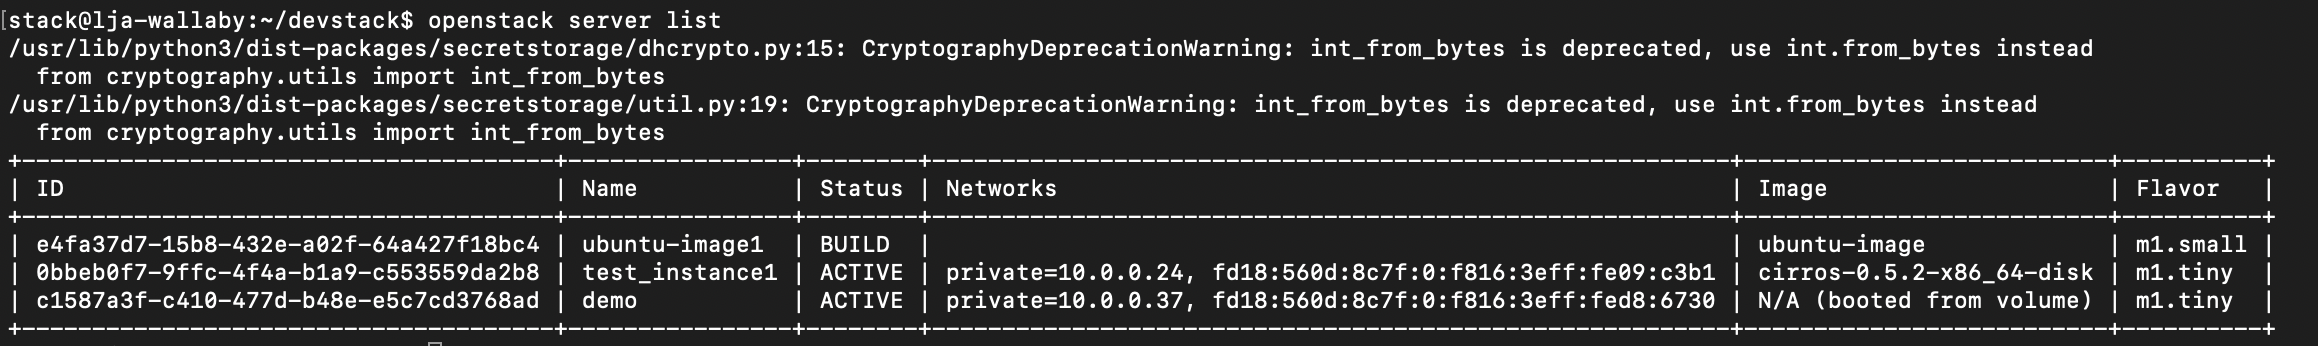 [stack@lja-wallaby:~/devstack$ openstack server list
/usr/lib/python3/dist-packages/secretstorage/dhcrypto.py:15: CryptographyDeprecationWarning: int_from_bytes is deprecated, use int.from_bytes instead
  from cryptography.utils import int_from_bytes
/usr/lib/python3/dist-packages/secretstorage/util.py:19: CryptographyDeprecationWarning: int_from_bytes is deprecated, use int.from_bytes instead
  from cryptography.utils import int_from_bytes
+--------------------------------------+---------------+--------+---------------------------------------------------------+--------------------------+----------+
| ID                                   | Name          | Status | Networks                                                | Image                    | Flavor   |
+--------------------------------------+---------------+--------+---------------------------------------------------------+--------------------------+----------+
| e4fa37d7-15b8-432e-a02f-64a427f18bc4 | ubuntu-image1 | BUILD  |                                                         | ubuntu-image             | m1.small |
| 0bbeb0f7-9ffc-4f4a-b1a9-c553559da2b8 | test_instance1 | ACTIVE | private=10.0.0.24, fd18:560d:8c7f:0:f816:3eff:fe09:c3b1 | cirros-0.5.2-x86_64-disk | m1.tiny  |
| c1587a3f-c410-477d-b48e-e5c7cd3768ad | demo          | ACTIVE | private=10.0.0.37, fd18:560d:8c7f:0:f816:3eff:fed8:6730 | N/A (booted from volume) | m1.tiny  |
+--------------------------------------+---------------+--------+---------------------------------------------------------+--------------------------+----------+